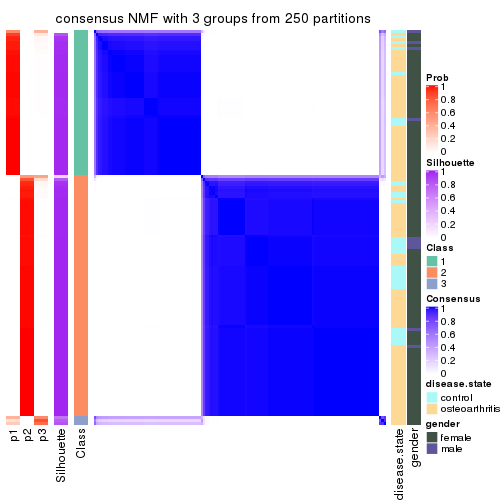 consensus NMF with 3 groups from 250 partitions
Prob
1
0.8
0.6
0.4
0.2
0
Silhouette
1
0.8
0.6
0.4
0.2
0
Class
1
2
3
Consensus
1
0.8
0.6
0.4
0.2
0
disease.state
control
osteoarthritis
gender
female
male
p1
p2
p3
Silhouette
Class
disease.state
gender